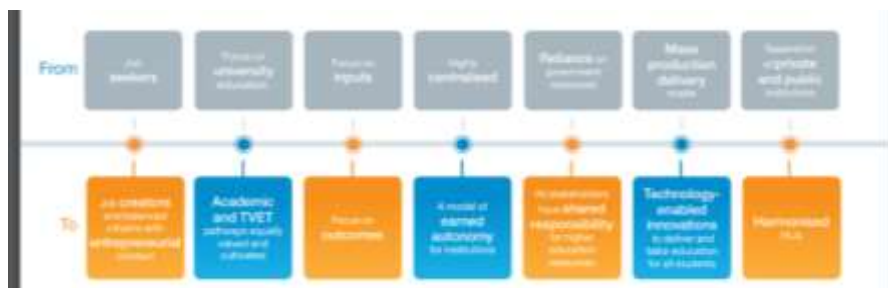 From
Job
seekers
Focus on
university
education
Focus on
inputs
Highly
centralised
Reliance on
government
resources
Mass
production
delivery
model
Separation
of private
and public
institutions
To
Job creators
and balanced
citizens with
entrepreneurial
mindset
Academic
and TVET
pathways equally
valued and
cultivated
Focus on
outcomes
A model of
earned
autonomy
for institutions
All stakeholders
have shared
responsibility
for higher
education
resources
Technology-
enabled
innovations
to deliver and
tailor education
for all students
Harmonised